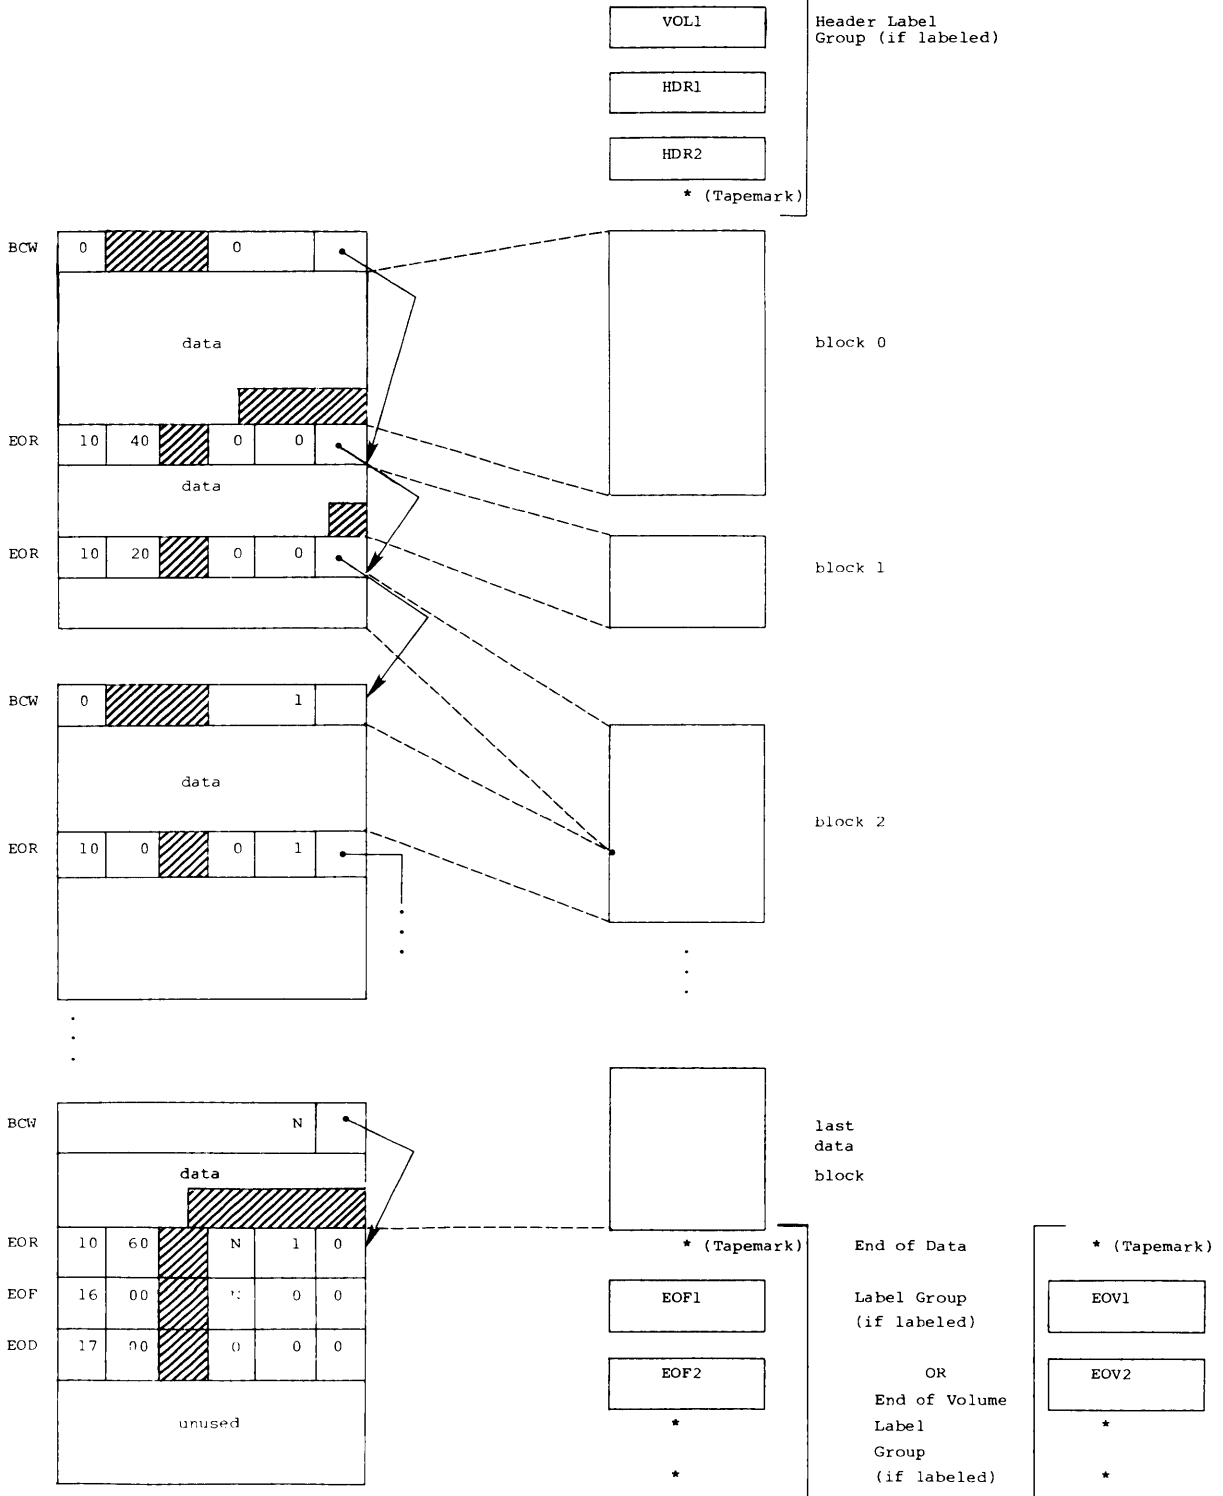 VOL1
Header Label
Group (if labeled)
HDR1
HDR2
* (Tapemark)
BCW 0 0
data
block 0
EOR 10 40 0 0
data
EOR 10 20 0 0
block 1
BCW 0 1
data
block 2
EOR 10 0 0 1
BCW N
last
data
block
data
EOR 10 60 N 1 0
* (Tapemark)
End of Data
* (Tapemark)
EOF 16 00 N 0 0
EOF1
Label Group
(if labeled)
EOV1
EOD 17 00 0 0 0
EOF2
OR
EOV2
End of Volume
unused
*
Label
*
Group
*
(if labeled)
*